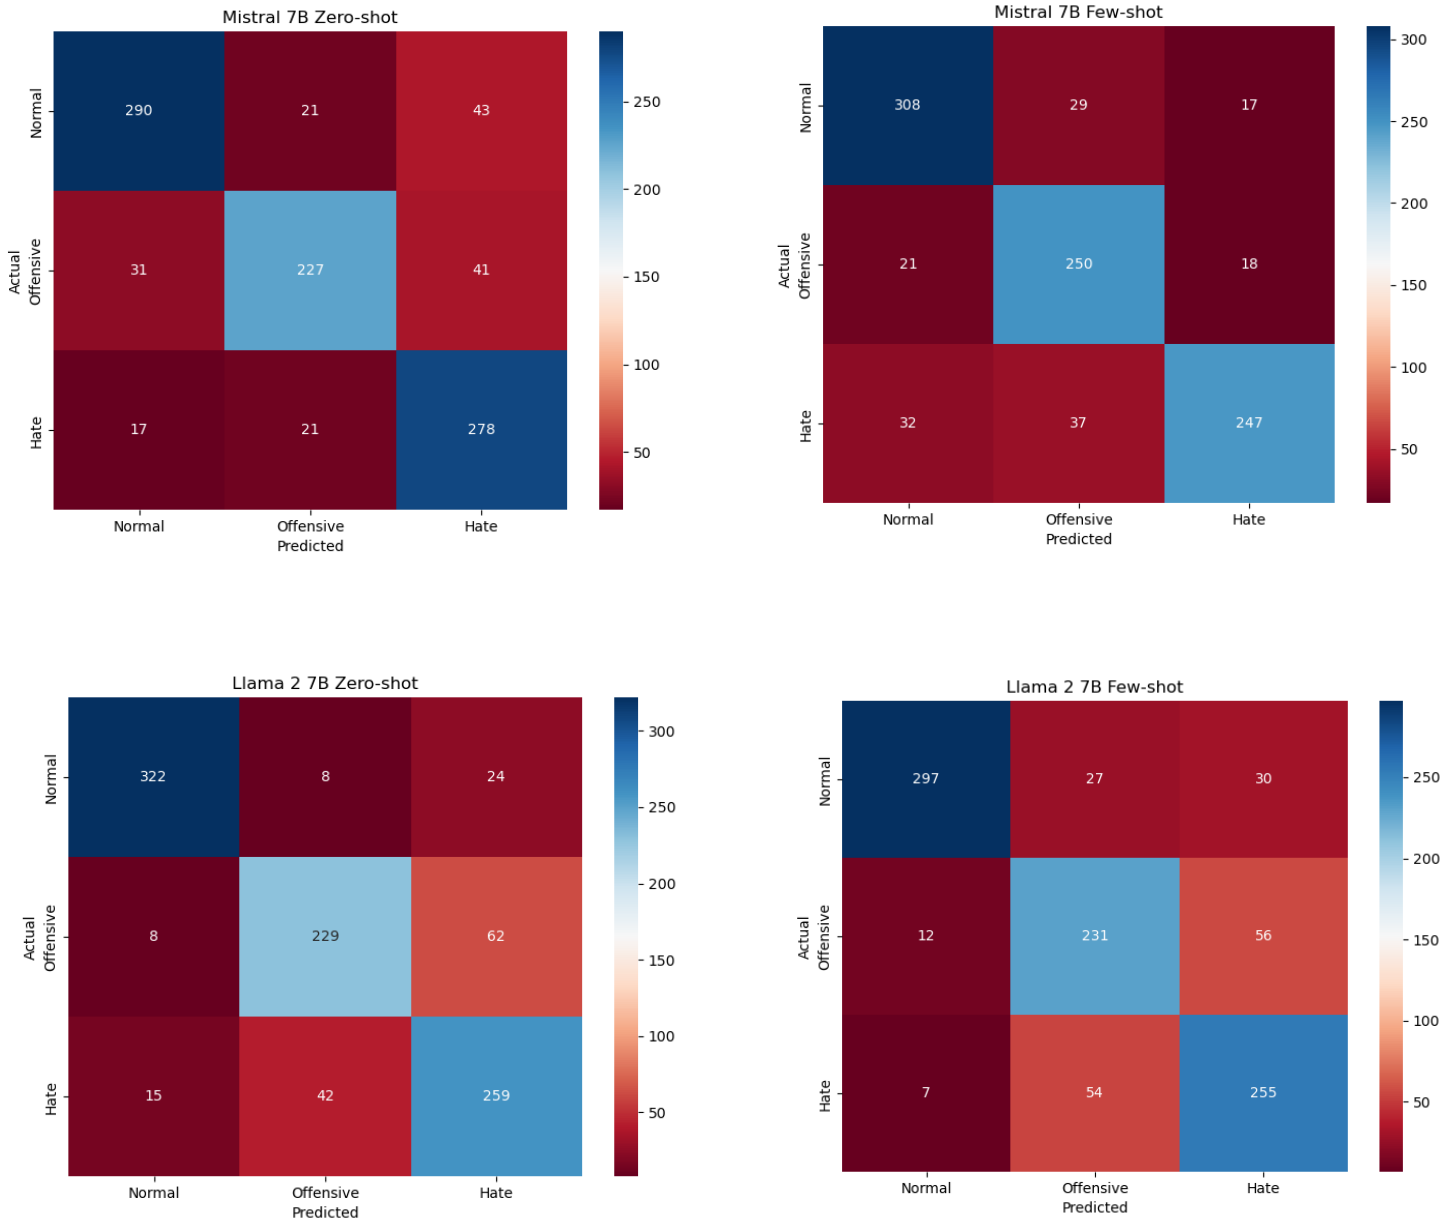 Mistral 7B Zero-shot
Normal 290 21 43
Actual
Offensive 31 227 41
Hate 17 21 278
Normal Offensive Hate
Predicted
250
200
150
100
50
Mistral 7B Few-shot
Normal 308 29 17
Actual
Offensive 21 250 18
Hate 32 37 247
Normal Offensive Hate
Predicted
300
250
200
150
100
50
Llama 2 7B Zero-shot
Normal 322 8 24
Actual
Offensive 8 229 62
Hate 15 42 259
Normal Offensive Hate
Predicted
300
250
200
150
100
50
Llama 2 7B Few-shot
Normal 297 27 30
Actual
Offensive 12 231 56
Hate 7 54 255
Normal Offensive Hate
Predicted
250
200
150
100
50